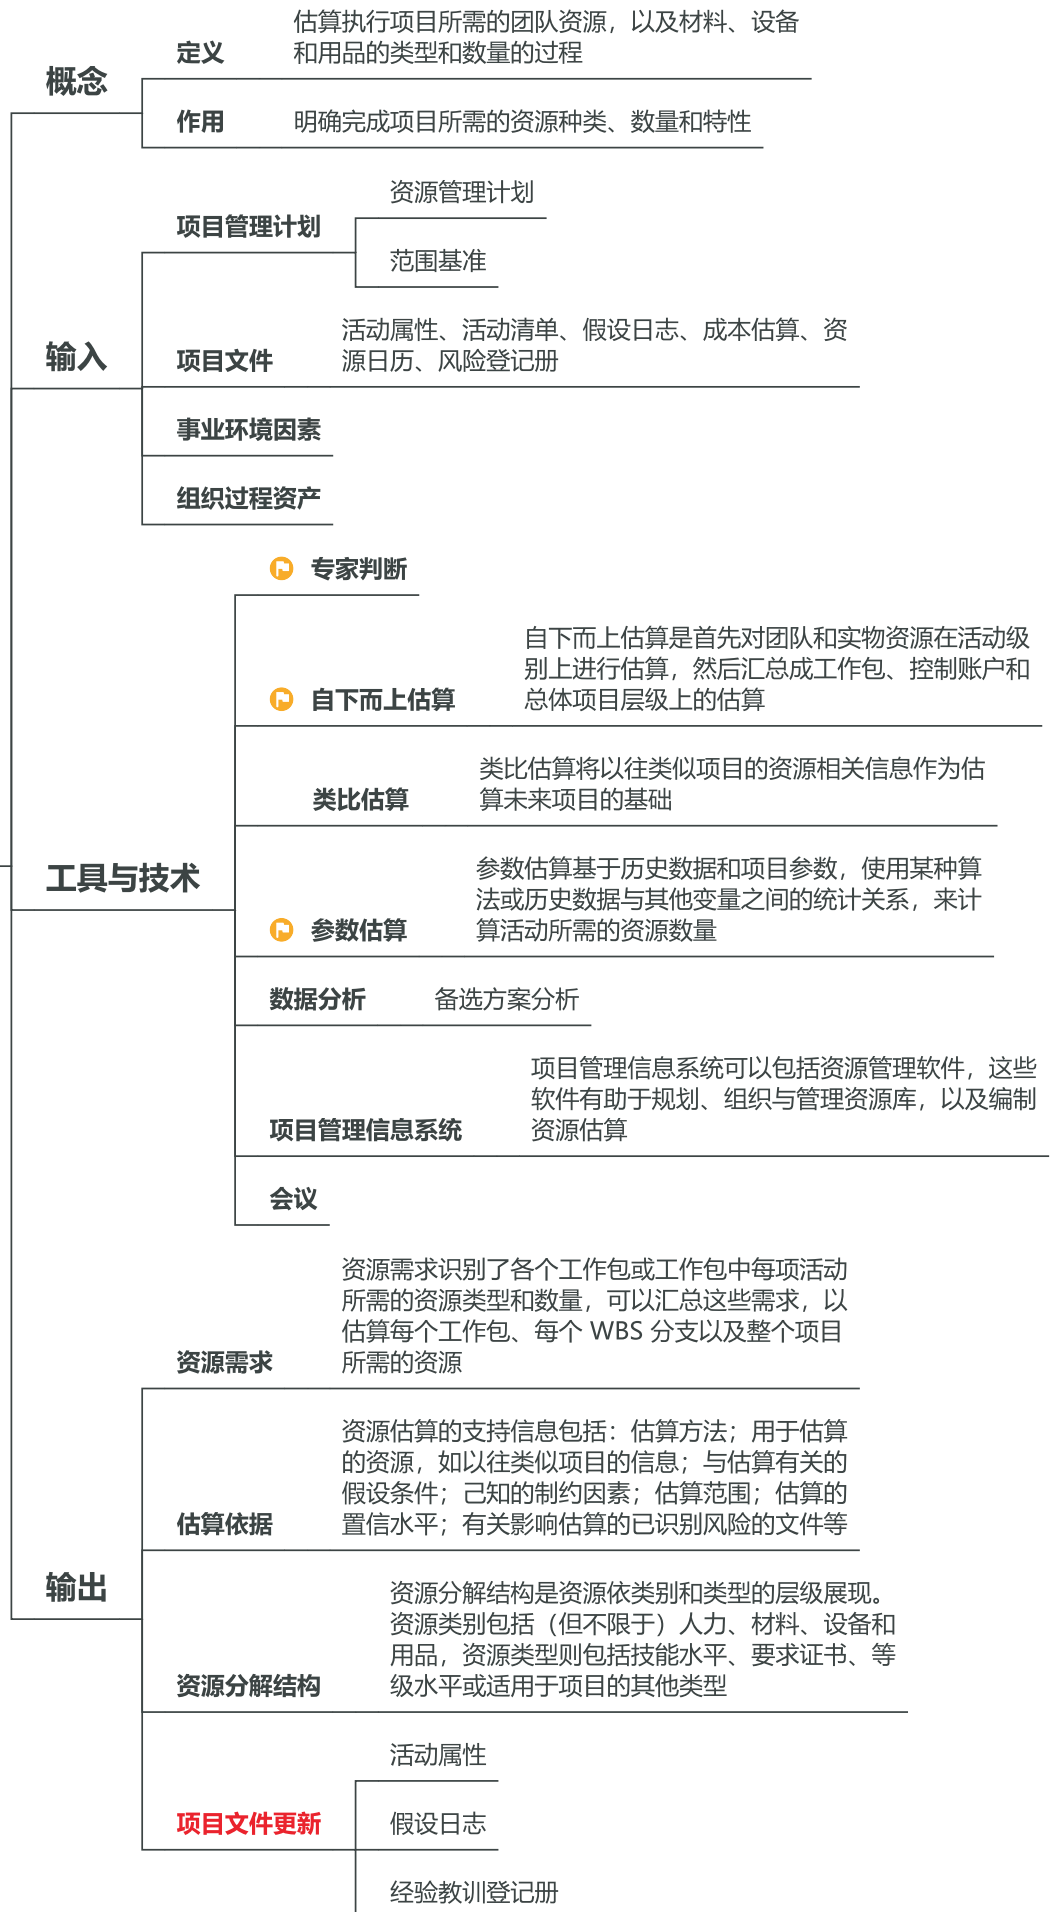 概念
定义
估算执行项目所需的团队资源，以及材料、设备
和用品的类型和数量的过程
作用
明确完成项目所需的资源种类、数量和特性
输入
项目管理计划
资源管理计划
范围基准
项目文件
活动属性、活动清单、假设日志、成本估算、资
源日历、风险登记册
事业环境因素
组织过程资产
工具与技术
专家判断
自下而上估算
自下而上估算是首先对团队和实物资源在活动级
别上进行估算，然后汇总成工作包、控制账户和
总体项目层级上的估算
类比估算
类比估算将以往类似项目的资源相关信息作为估
算未来项目的基础
参数估算
参数估算基于历史数据和项目参数，使用某种算
法或历史数据与其他变量之间的统计关系，来计
算活动所需的资源数量
数据分析
备选方案分析
项目管理信息系统
项目管理信息系统可以包括资源管理软件，这些
软件有助于规划、组织与管理资源库，以及编制
资源估算
会议
输出
资源需求
资源需求识别了各个工作包或工作包中每项活动
所需的资源类型和数量，可以汇总这些需求，以
估算每个工作包、每个 WBS 分支以及整个项目
所需的资源
估算依据
资源估算的支持信息包括：估算方法；用于估算
的资源，如以往类似项目的信息；与估算有关的
假设条件；己知的制约因素；估算范围；估算的
置信水平；有关影响估算的已识别风险的文件等
资源分解结构
资源分解结构是资源依类别和类型的层级展现。
资源类别包括（但不限于）人力、材料、设备和
用品，资源类型则包括技能水平、要求证书、等
级水平或适用于项目的其他类型
项目文件更新
活动属性
假设日志
经验教训登记册